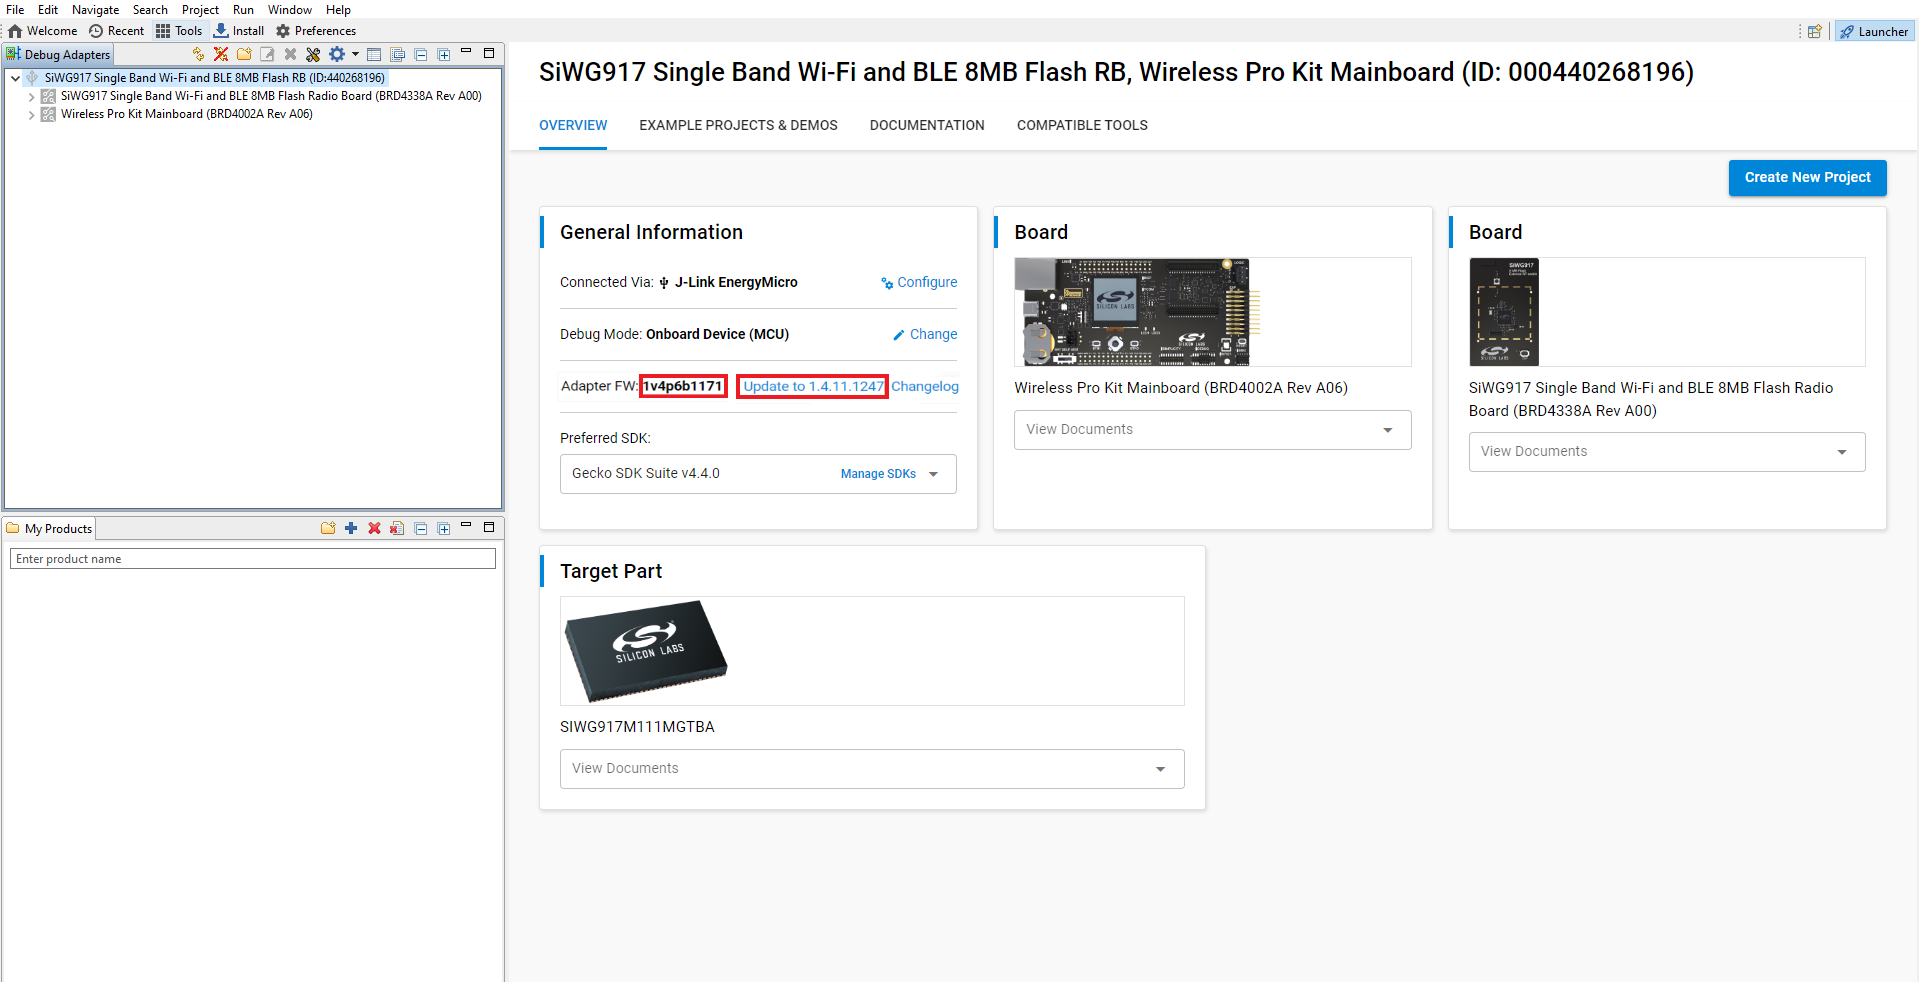 File Edit Navigate Search Project Run Window Help
Welcome Recent Tools Install Preferences Launcher
Debug Adapters
SiWG917 Single Band Wi-Fi and BLE 8MB Flash RB (ID:440268196)
SiWG917 Single Band Wi-Fi and BLE 8MB Flash Radio Board (BRD4338A Rev A00)
Wireless Pro Kit Mainboard (BRD4002A Rev A06)
My Products
Enter product name
SiWG917 Single Band Wi-Fi and BLE 8MB Flash RB, Wireless Pro Kit Mainboard (ID: 000440268196)
OVERVIEW EXAMPLE PROJECTS & DEMOS DOCUMENTATION COMPATIBLE TOOLS
Create New Project
General Information
Connected Via: J-Link EnergyMicro Configure
Debug Mode: Onboard Device (MCU) Change
Adapter FW: 1v4p6b1171 Update to 1.4.11.1247 Changelog
Preferred SDK:
Gecko SDK Suite v4.4.0 Manage SDKs
Board
SILICON LABS
SILICON LABS
Wireless Pro Kit Mainboard (BRD4002A Rev A06)
View Documents
Board
SiWG917
SILICON LABS
SiWG917 Single Band Wi-Fi and BLE 8MB Flash Radio
Board (BRD4338A Rev A00)
View Documents
Target Part
SILICON LABS
SIWG917M111MGTBA
View Documents